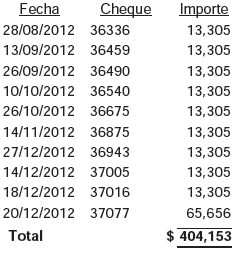 Fecha Cheque Importe
28/08/2012 36336 13,305
13/09/2012 36459 13,305
26/09/2012 36490 13,305
10/10/2012 36540 13,305
26/10/2012 36675 13,305
14/11/2012 36875 13,305
27/12/2012 36943 13,305
14/12/2012 37005 13,305
18/12/2012 37016 13,305
20/12/2012 37077 65,656
Total $ 404,153